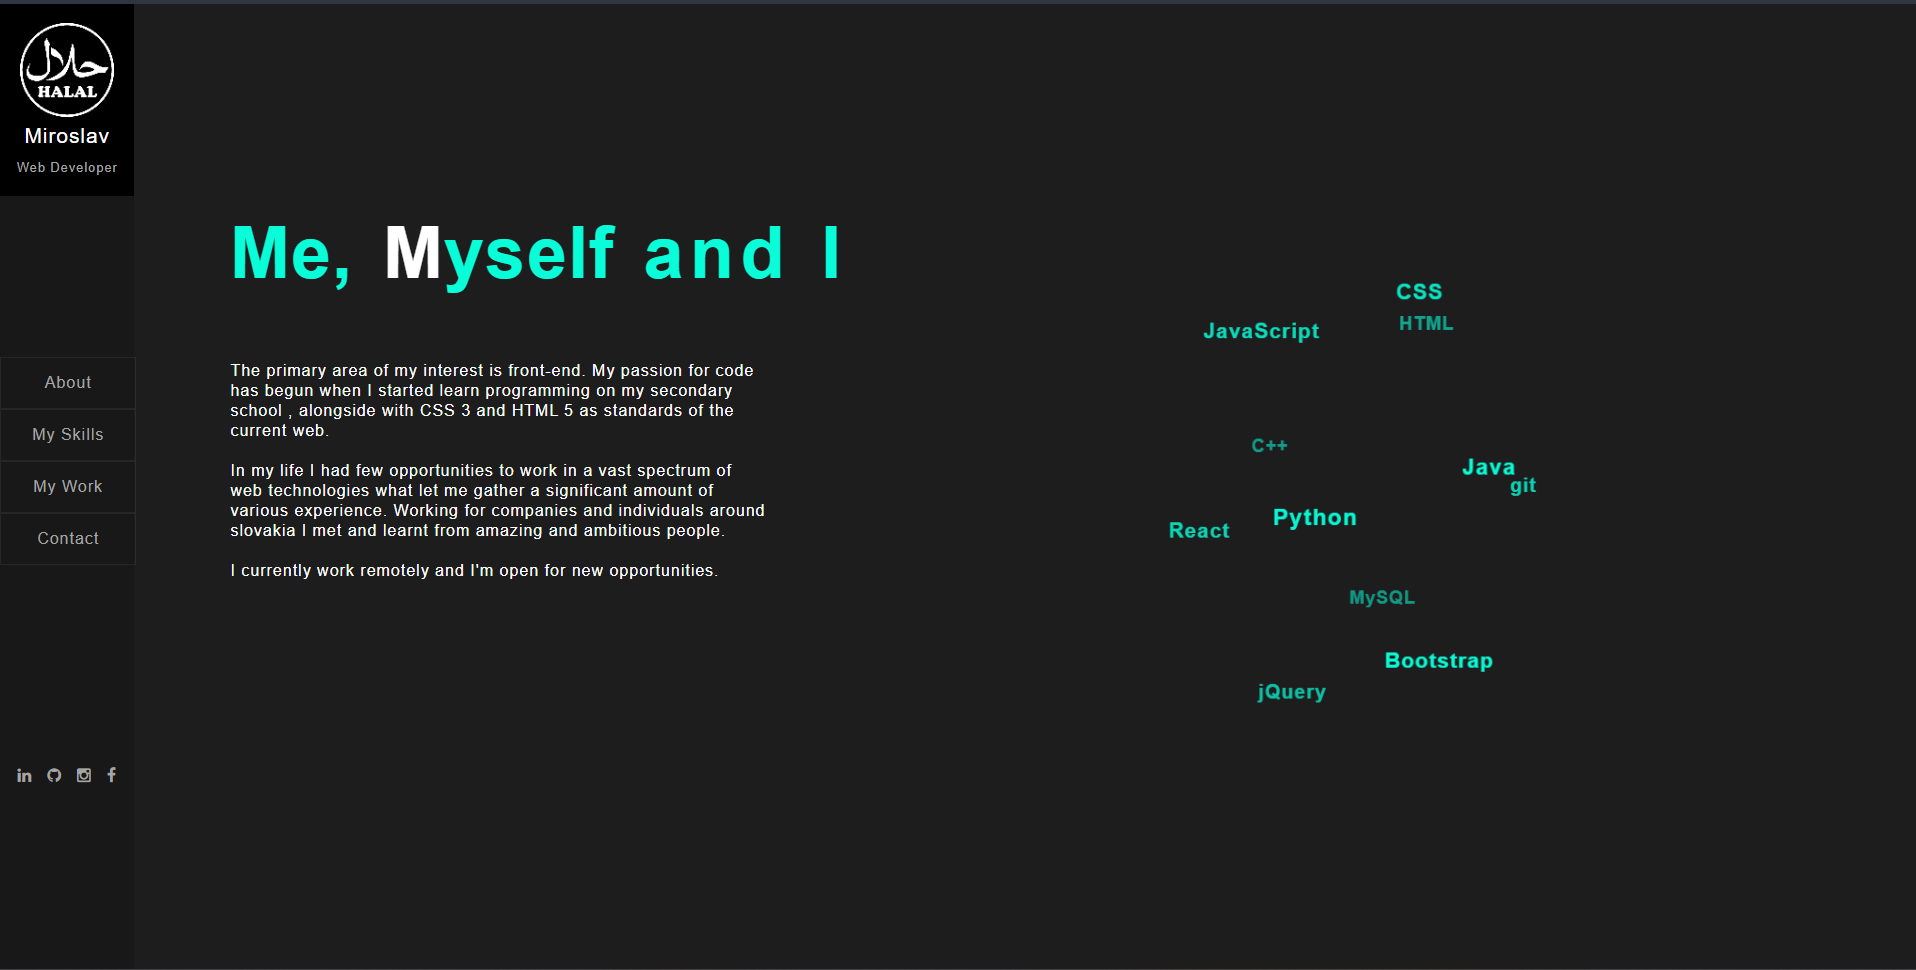 حلال
HALAL
Miroslav
Web Developer
About
My Skills
My Work
Contact
Me, Myself and I
The primary area of my interest is front-end. My passion for code
has begun when I started learn programming on my secondary
school , alongside with CSS 3 and HTML 5 as standards of the
current web.
In my life I had few opportunities to work in a vast spectrum of
web technologies what let me gather a significant amount of
various experience. Working for companies and individuals around
slovakia I met and learnt from amazing and ambitious people.
I currently work remotely and I'm open for new opportunities.
CSS
HTML
JavaScript
C++
Java
git
Python
React
MySQL
Bootstrap
jQuery